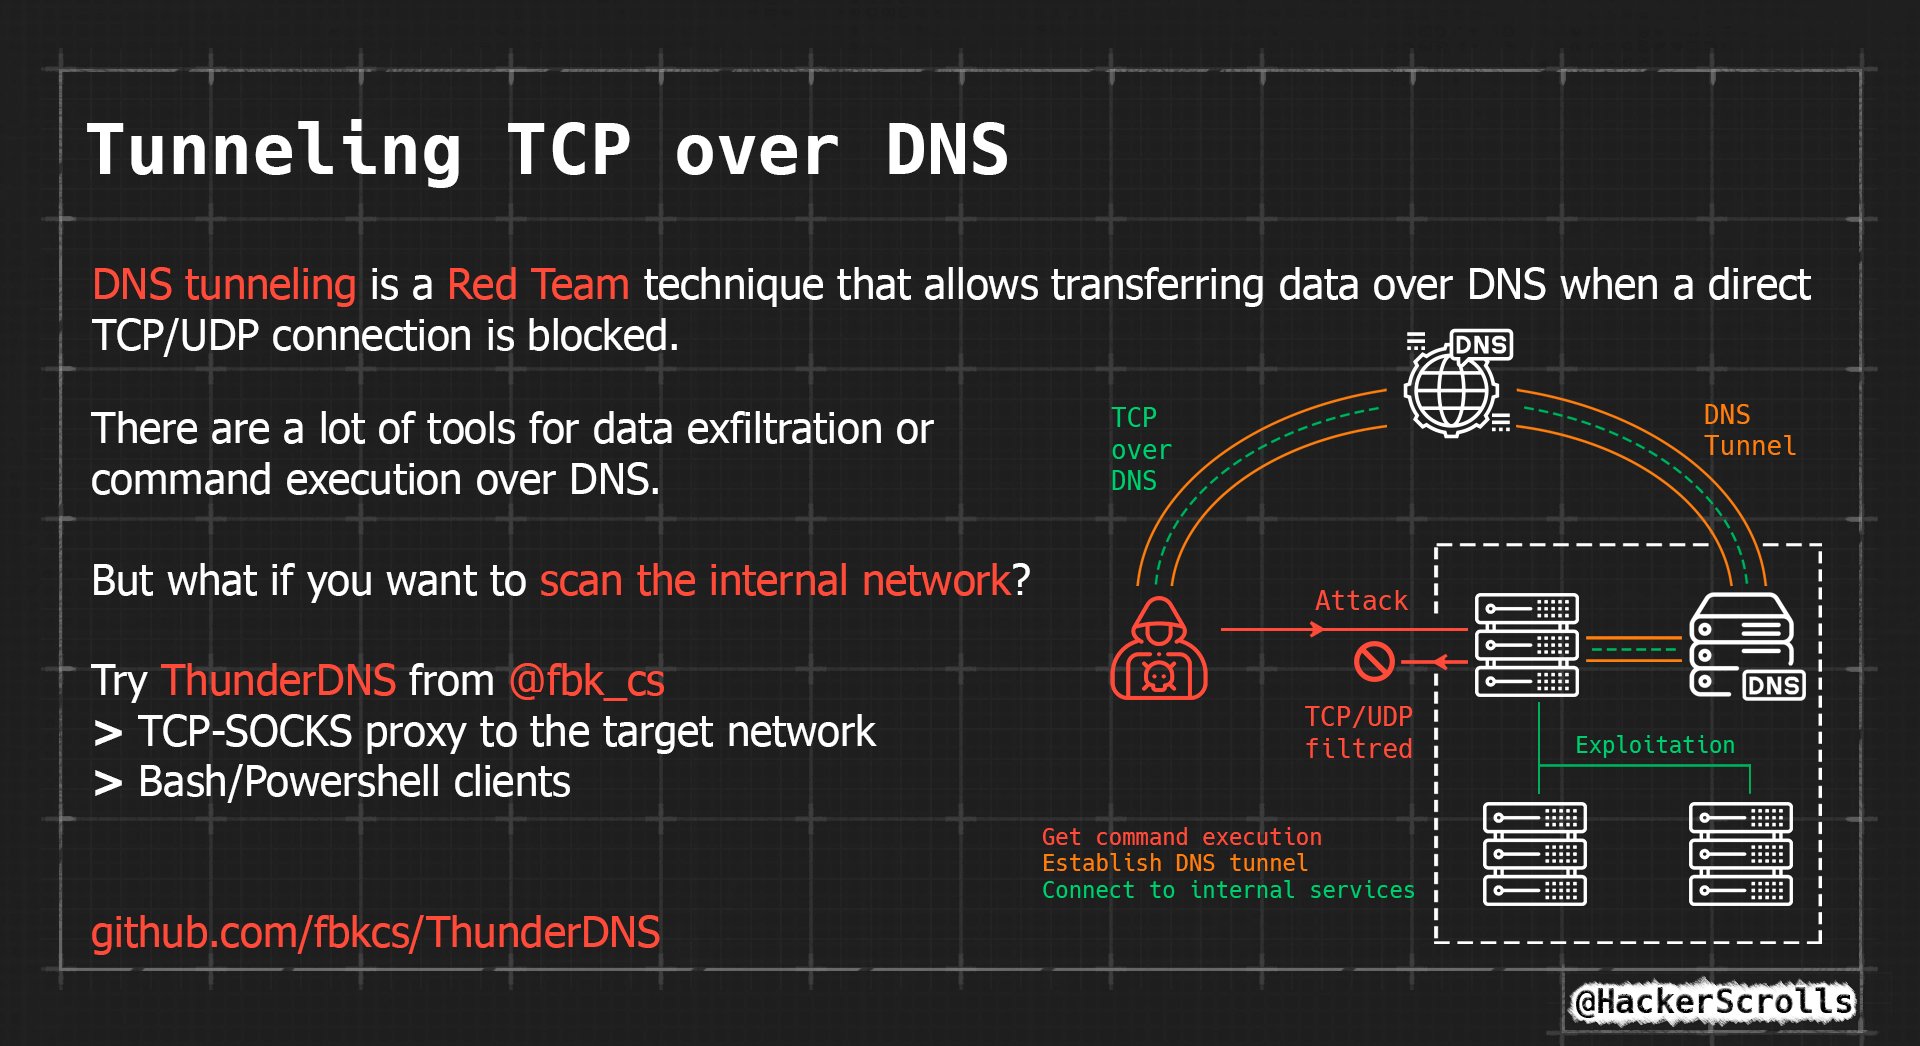 Tunneling TCP over DNS
DNS tunneling is a Red Team technique that allows transferring data over DNS when a direct
TCP/UDP connection is blocked.
There are a lot of tools for data exfiltration or
command execution over DNS.
But what if you want to scan the internal network?
Try ThunderDNS from @fbk_cs
> TCP-SOCKS proxy to the target network
> Bash/Powershell clients
github.com/fbkcs/ThunderDNS
DNS
TCP
over
DNS
DNS
Tunnel
Attack
TCP/UDP
filtred
DNS
Exploitation
Get command execution
Establish DNS tunnel
Connect to internal services
@HackerScrolls